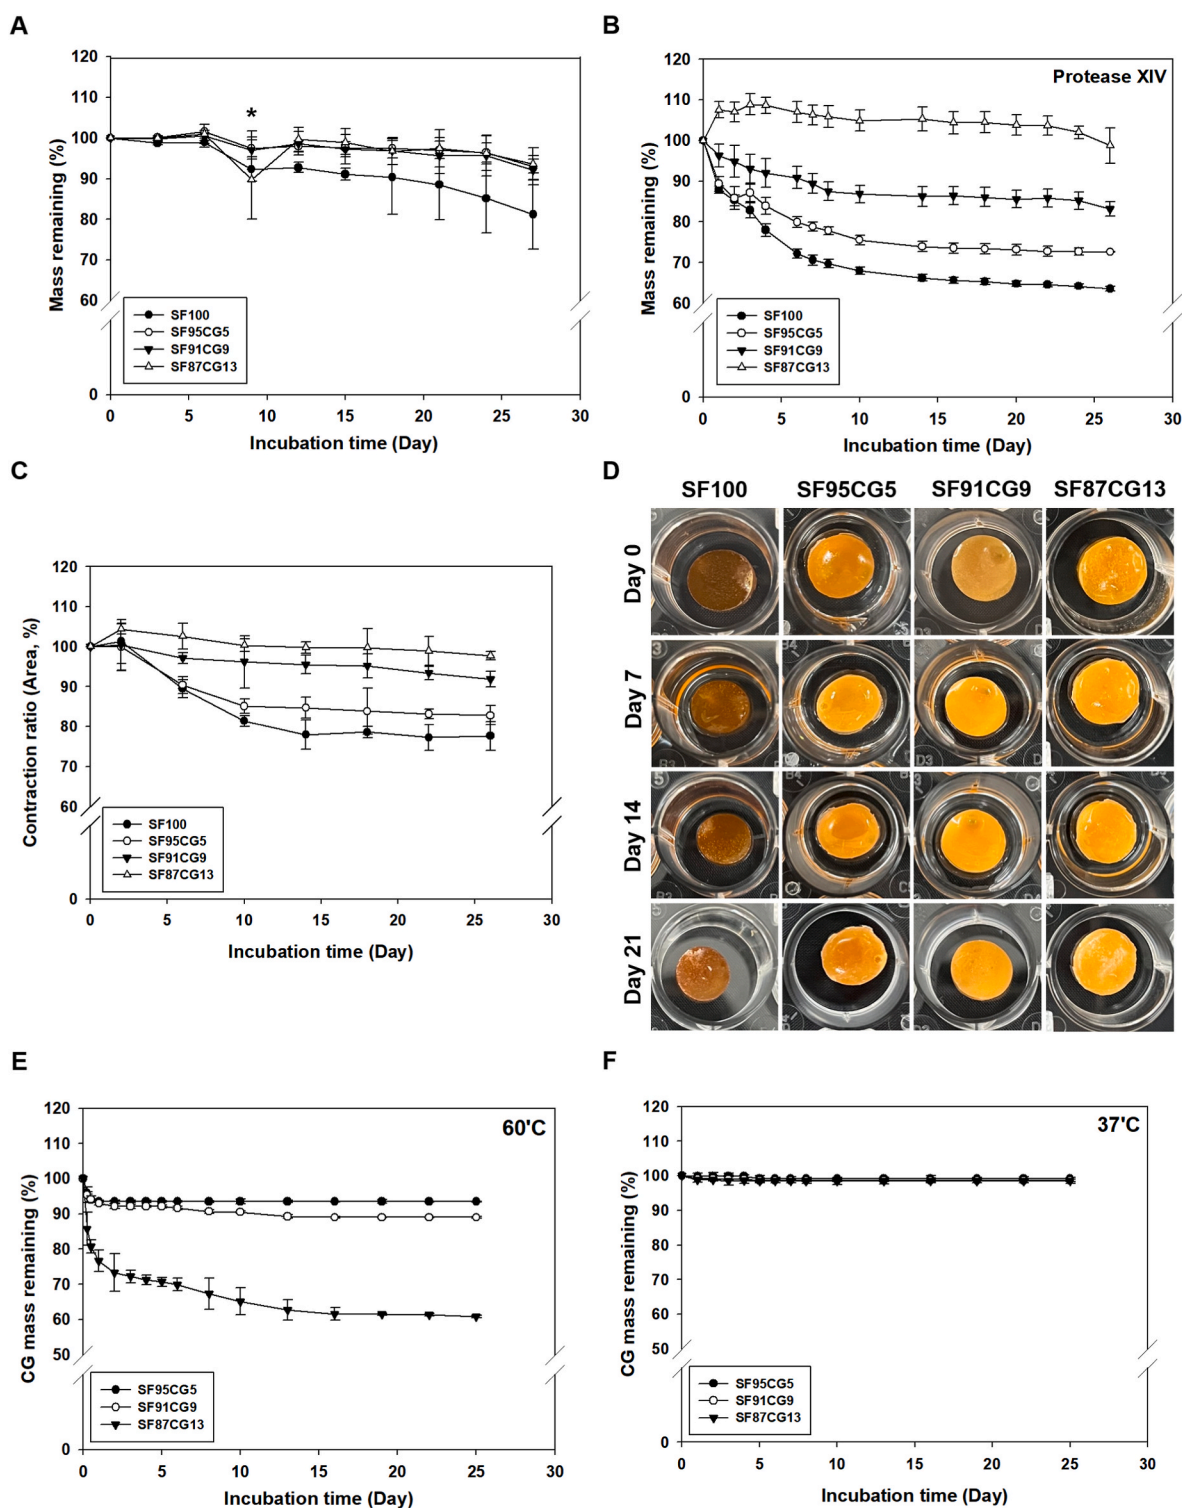 A
120
110
100
90
80
70
60
0
Mass remaining (%)
*
SF100
SF95CG5
SF91CG9
SF87CG13
0 5 10 15 20 25 30
Incubation time (Day)
B
Protease XIV
120
110
100
90
80
70
60
0
Mass remaining (%)
SF100
SF95CG5
SF91CG9
SF87CG13
0 5 10 15 20 25 30
Incubation time (Day)
C
120
110
100
90
80
70
60
0
Contraction ratio (Area, %)
SF100
SF95CG5
SF91CG9
SF87CG13
0 5 10 15 20 25 30
Incubation time (Day)
D
SF100 SF95CG5 SF91CG9 SF87CG13
Day 0
Day 7
Day 14
Day 21
E
60'C
120
110
100
90
80
70
60
50
0
CG mass remaining (%)
SF95CG5
SF91CG9
SF87CG13
0 5 10 15 20 25 30
Incubation time (Day)
F
37'C
120
110
100
90
80
70
60
50
0
CG mass remaining (%)
SF95CG5
SF91CG9
SF87CG13
0 5 10 15 20 25 30
Incubation time (Day)